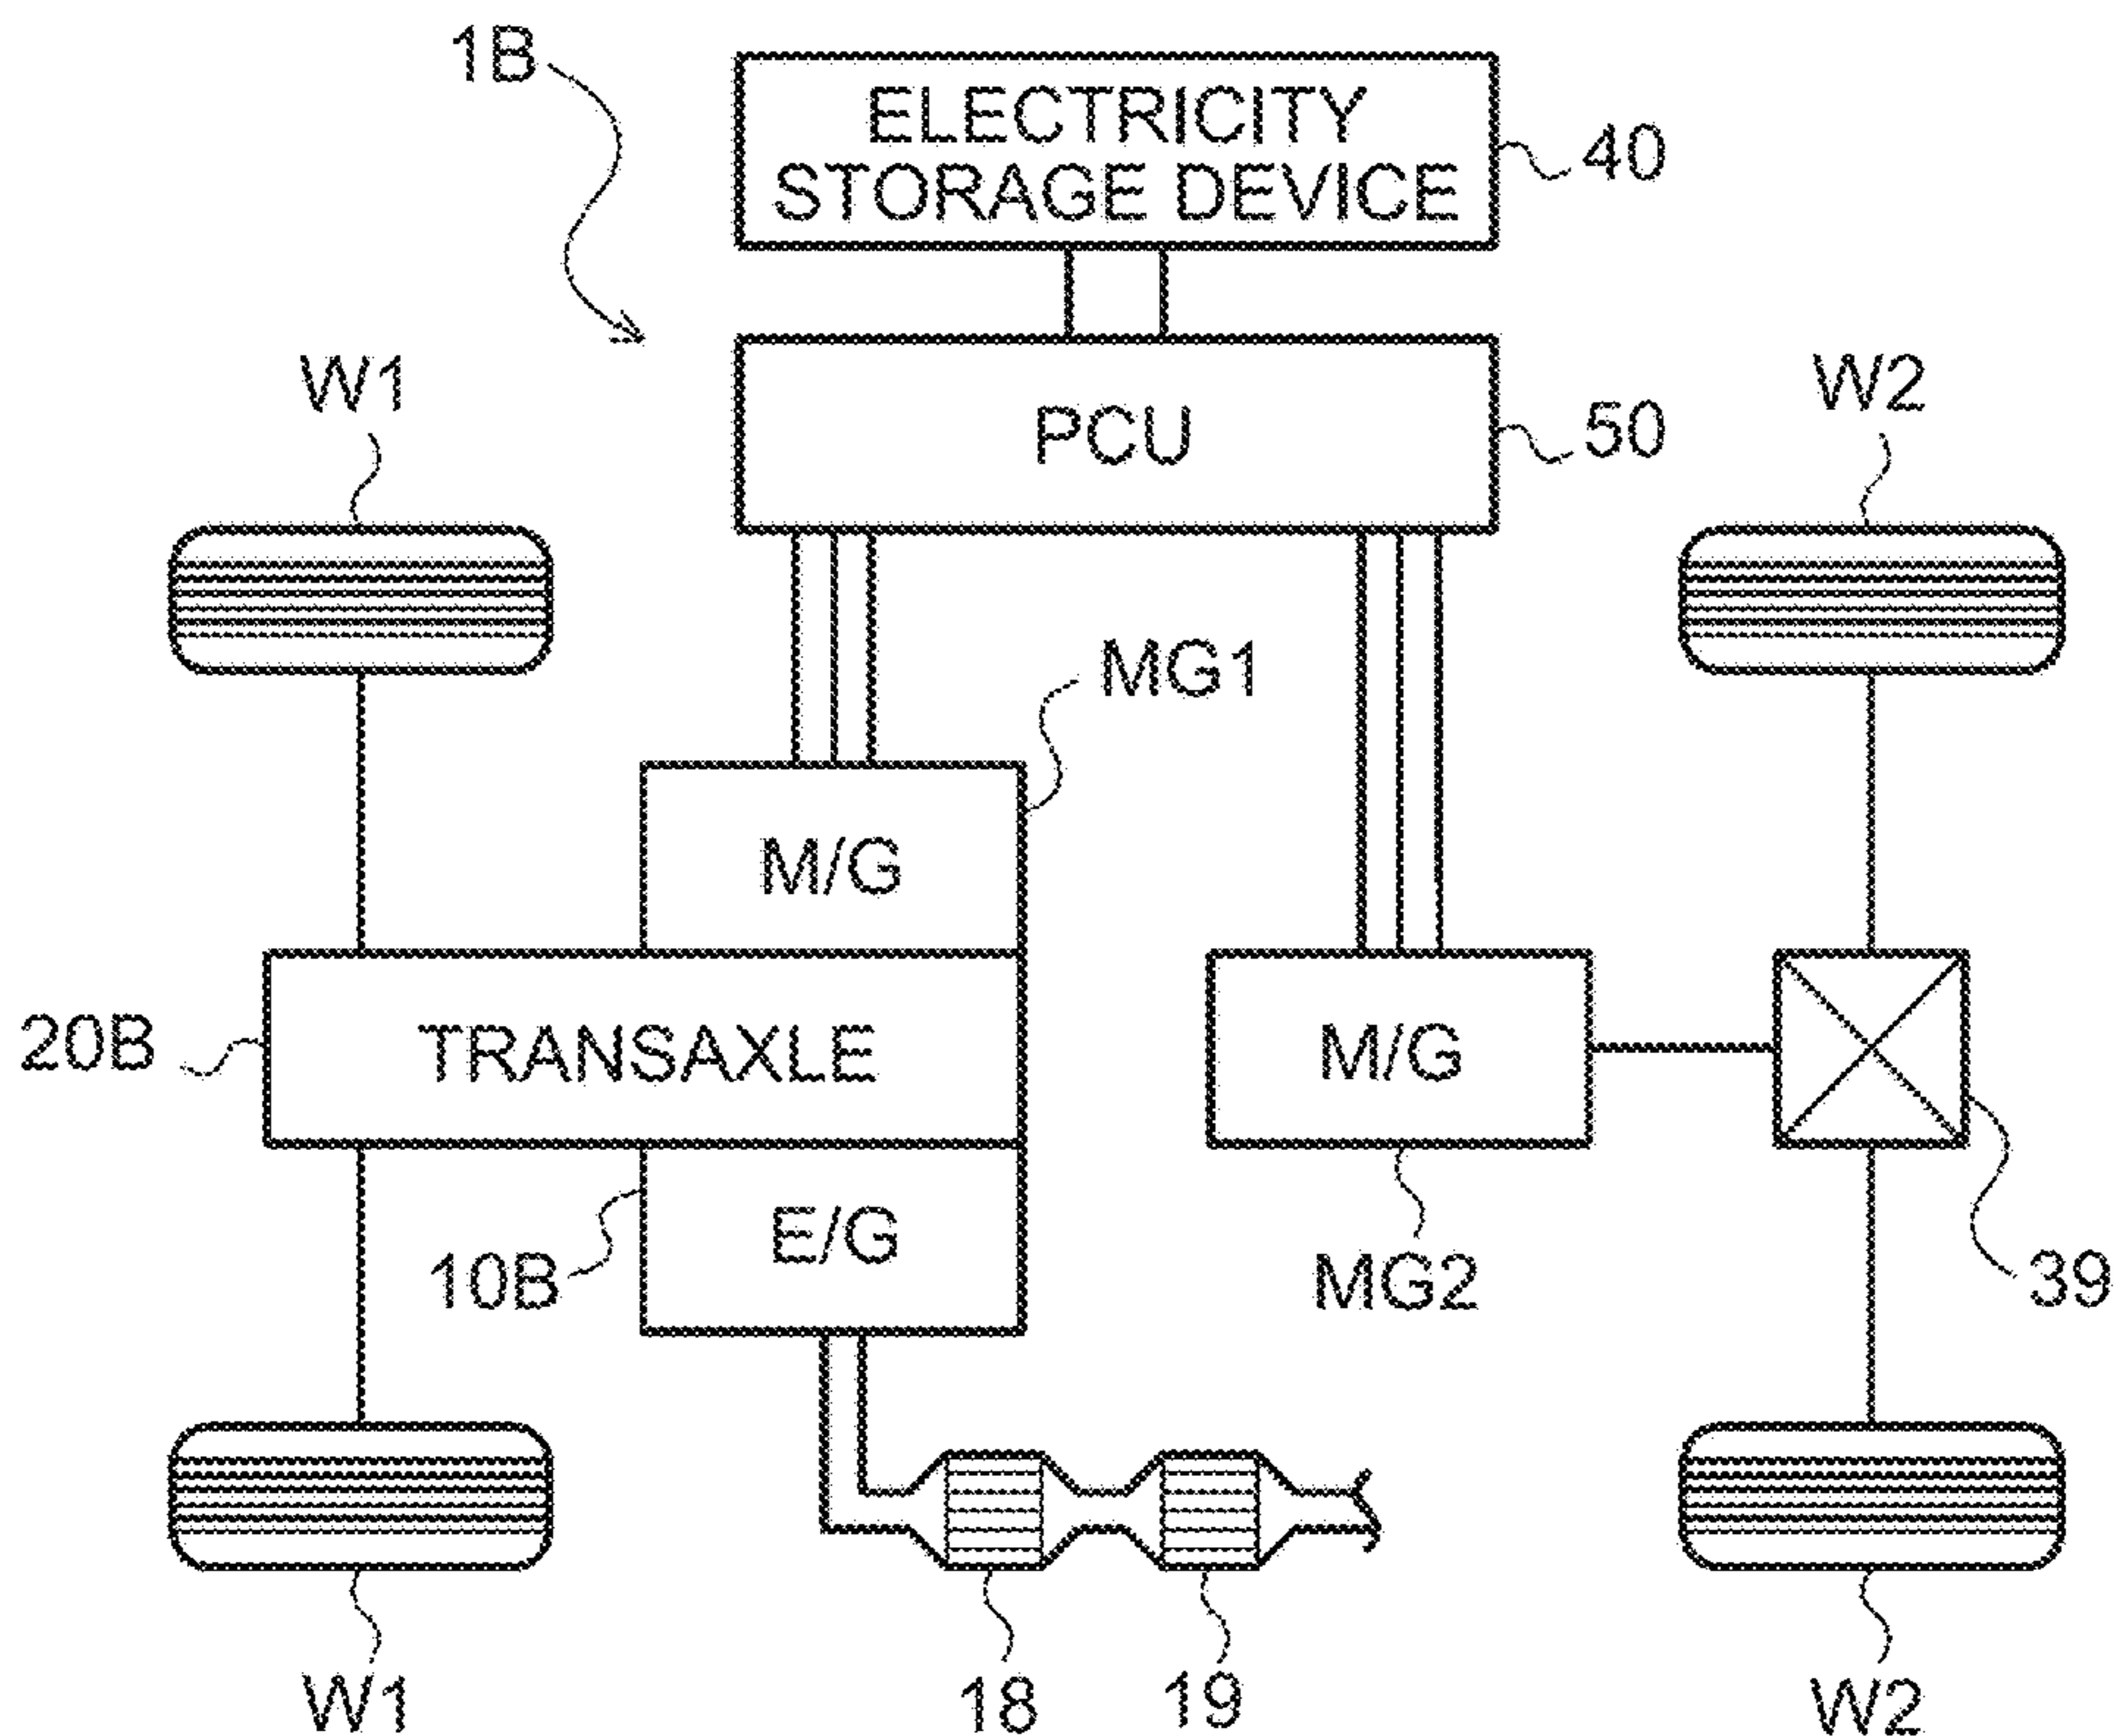 1B
ELECTRICITY
STORAGE DEVICE
40
W1
PCU
50
W2
MG1
M/G
20B
TRANSAXLE
M/G
10B
E/G
MG2
39
W1
18
19
W2